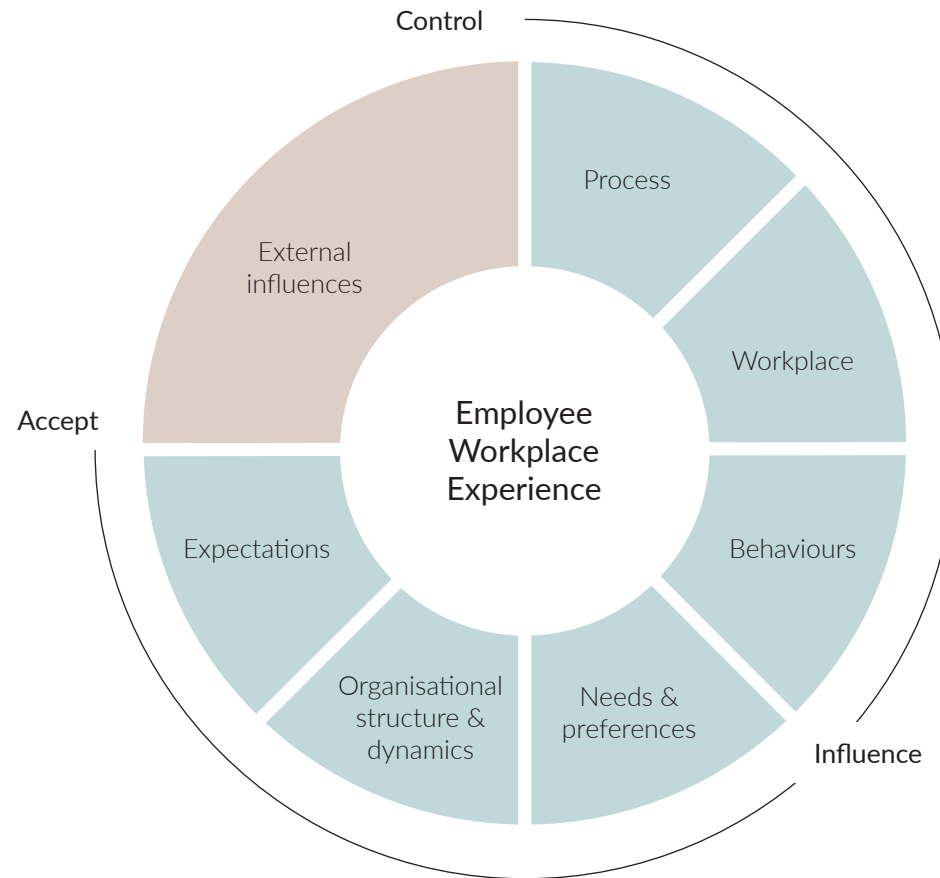 Control
Process
External
influences
Workplace
Accept
Employee
Workplace
Experience
Expectations
Behaviours
Organisational
structure &
dynamics
Needs &
preferences
Influence